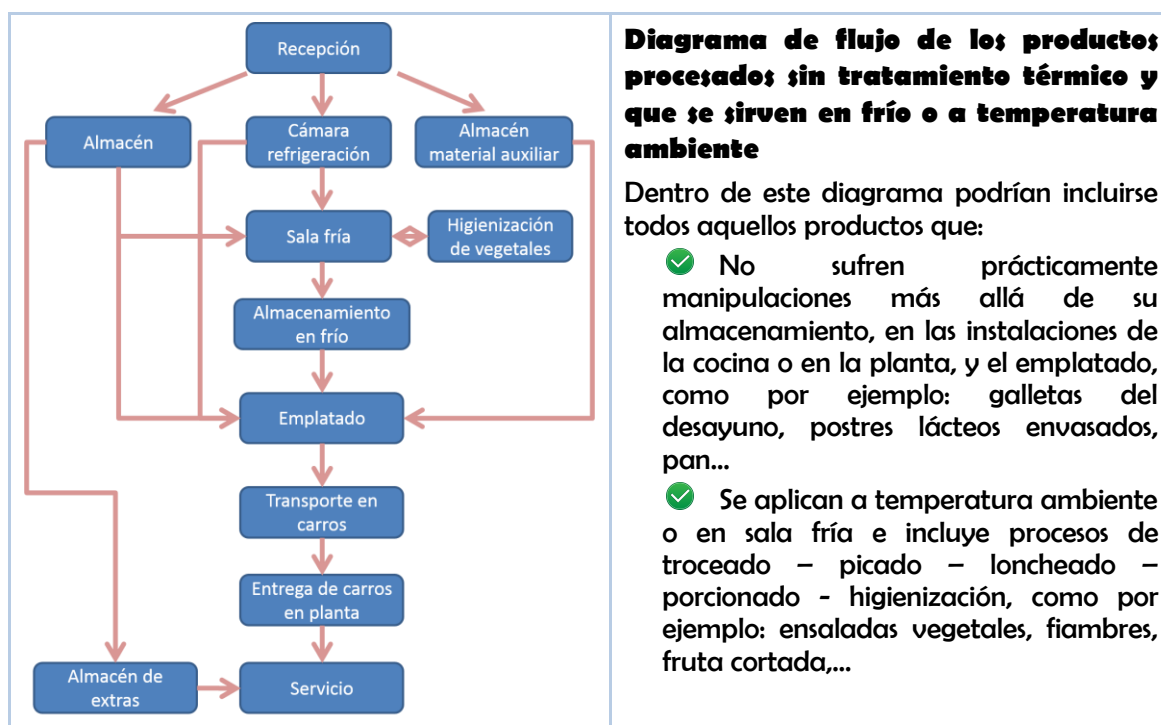 Recepción
Almacén
Cámara
refrigeración
Almacén
material auxiliar
Sala fría
Higienización
de vegetales
Almacenamiento
en frío
Emplatado
Transporte en
carros
Entrega de carros
en planta
Almacén de
extras
Servicio
Diagrama de flujo de los productos
procesados sin tratamiento térmico y
que se sirven en frío o a temperatura
ambiente
Dentro de este diagrama podrían incluirse
todos aquellos productos que:
No sufren prácticamente
manipulaciones más allá de su
almacenamiento, en las instalaciones de
la cocina o en la planta, y el emplatado,
como por ejemplo: galletas del
desayuno, postres lácteos envasados,
pan...
Se aplican a temperatura ambiente
o en sala fría e incluye procesos de
troceado – picado – loncheado –
porcionado - higienización, como por
ejemplo: ensaladas vegetales, fiambres,
fruta cortada,...